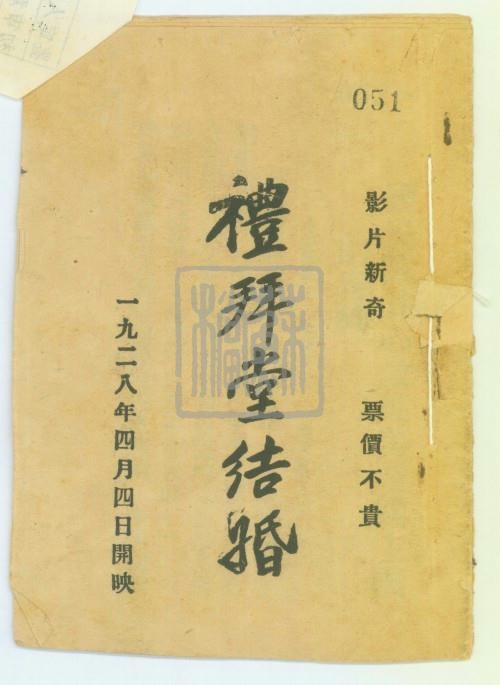 051
影片新奇　票價不貴
禮拜堂結婚
一九二八年四月四日開映